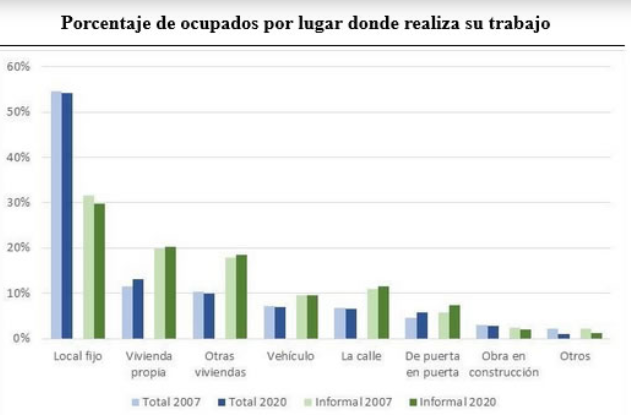 Porcentaje de ocupados por lugar donde realiza su trabajo
60%
50%
40%
30%
20%
10%
0%
Local fijo
Vivienda propia
Otras viviendas
Vehículo
La calle
De puerta en puerta
Obra en construcción
Otros
Total 2007
Total 2020
Informal 2007
Informal 2020